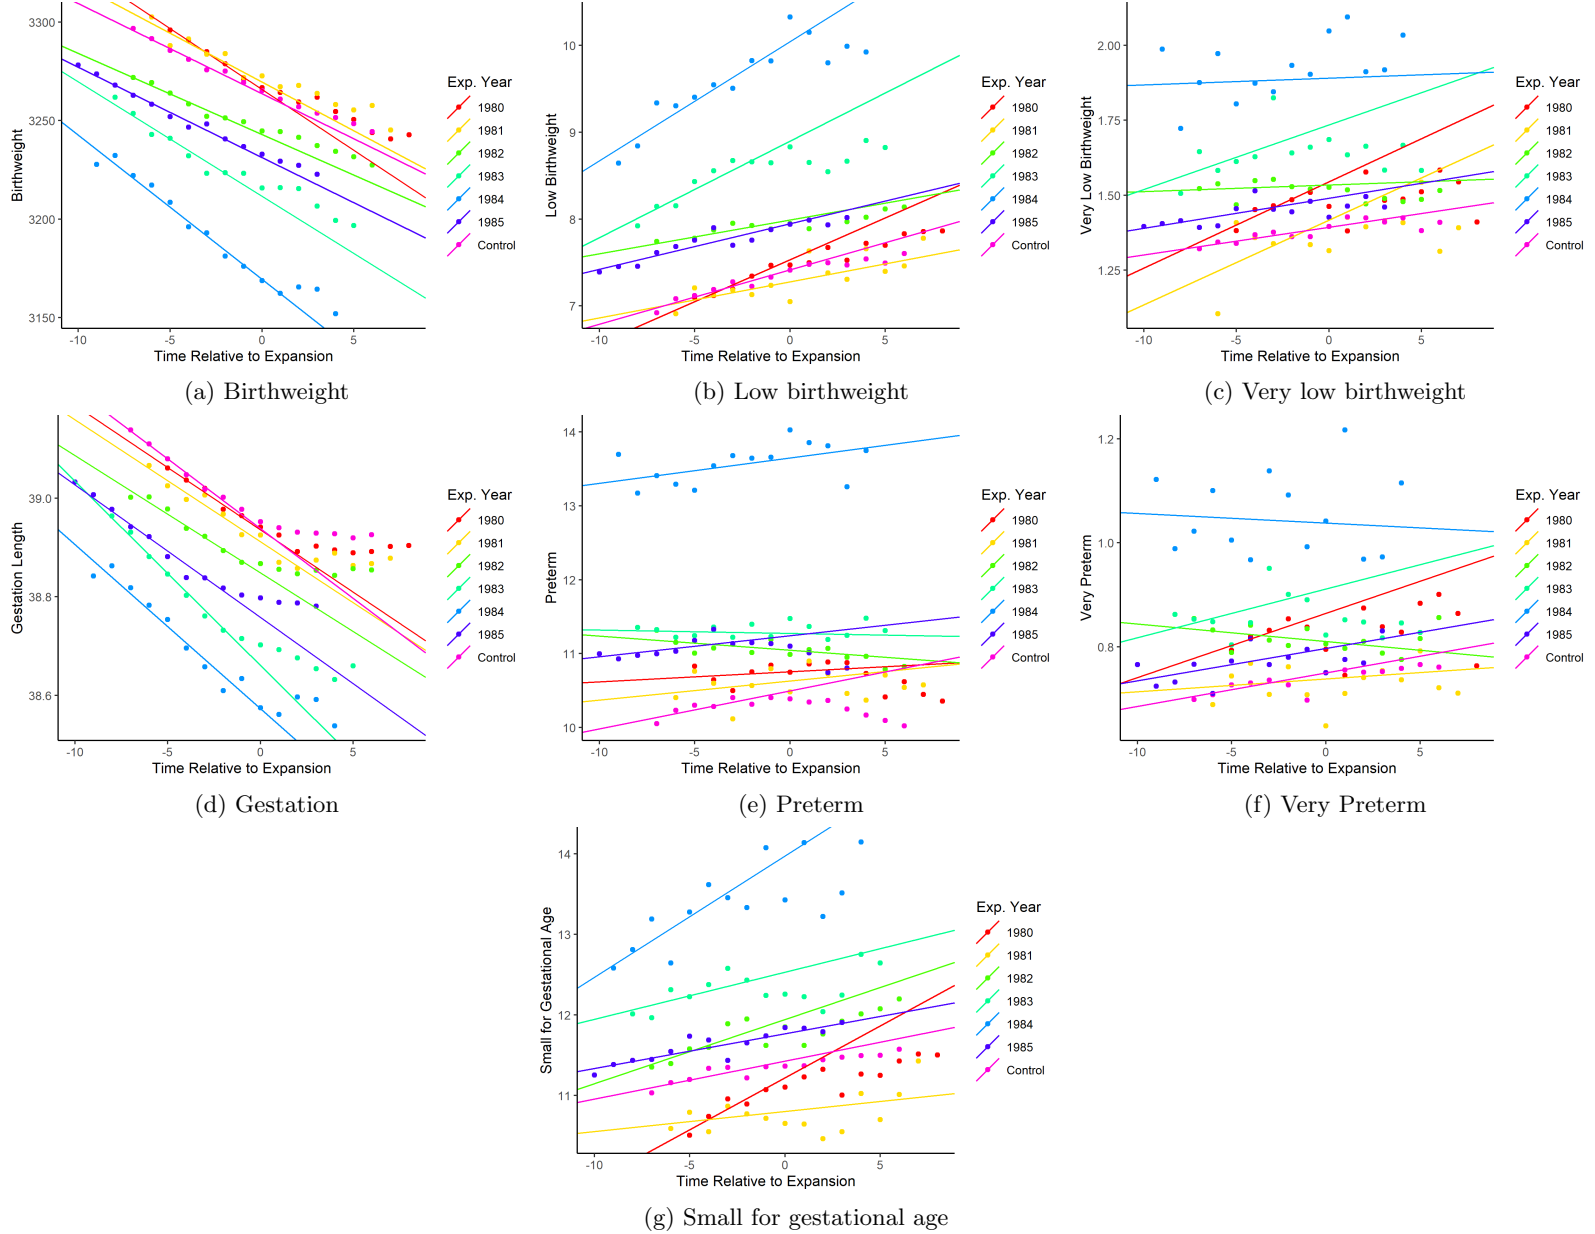 3300
3250
3200
3150
Birthweight
-10 -5 0 5
Time Relative to Expansion
Exp. Year
1980
1981
1982
1983
1984
1985
Control
(a) Birthweight
10
9
8
7
Low Birthweight
-10 -5 0 5
Time Relative to Expansion
Exp. Year
1980
1981
1982
1983
1984
1985
Control
(b) Low birthweight
2.00
1.75
1.50
1.25
Very Low Birthweight
-10 -5 0 5
Time Relative to Expansion
Exp. Year
1980
1981
1982
1983
1984
1985
Control
(c) Very low birthweight
39.0
38.8
38.6
Gestation Length
-10 -5 0 5
Time Relative to Expansion
Exp. Year
1980
1981
1982
1983
1984
1985
Control
(d) Gestation
14
13
12
11
10
Preterm
-10 -5 0 5
Time Relative to Expansion
Exp. Year
1980
1981
1982
1983
1984
1985
Control
(e) Preterm
1.2
1.0
0.8
Very Preterm
-10 -5 0 5
Time Relative to Expansion
Exp. Year
1980
1981
1982
1983
1984
1985
Control
(f) Very Preterm
14
13
12
11
Small for Gestational Age
-10 -5 0 5
Time Relative to Expansion
Exp. Year
1980
1981
1982
1983
1984
1985
Control
(g) Small for gestational age